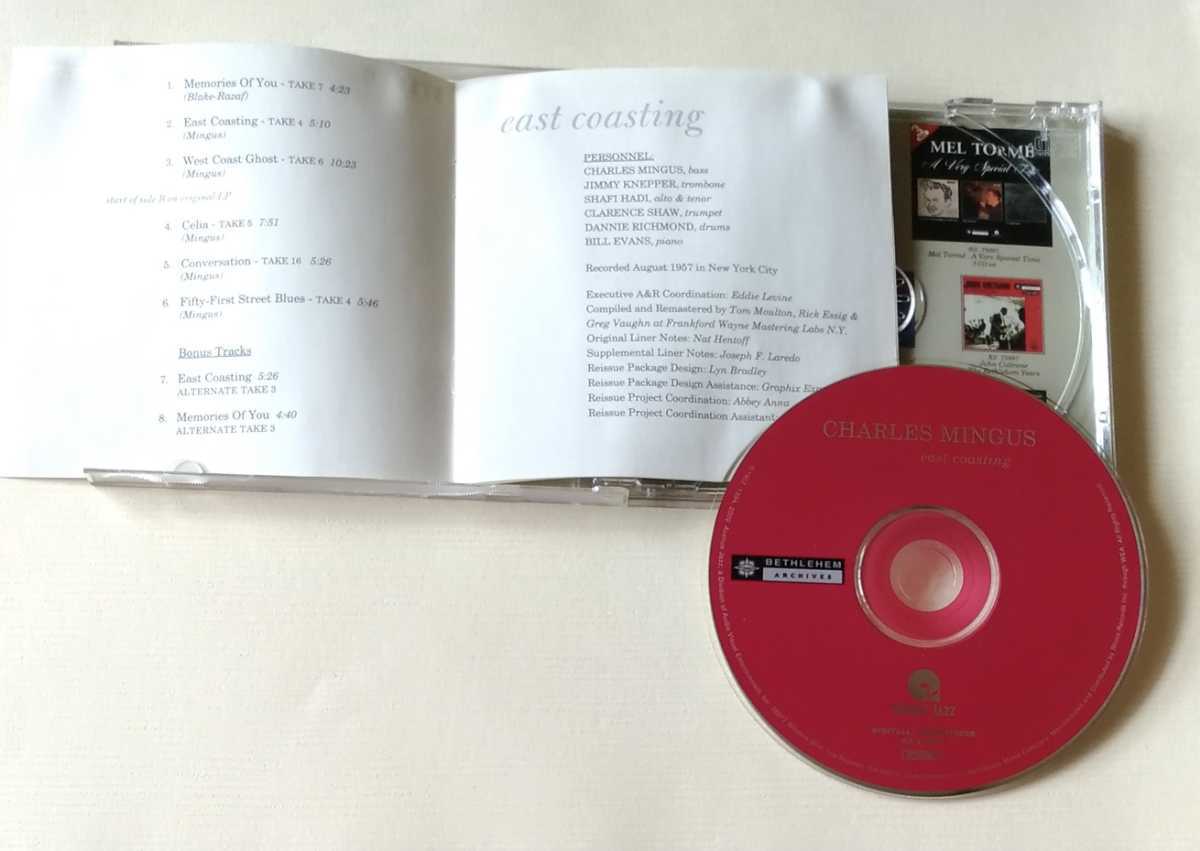 1. Memories Of You - TAKE 7 4:23
(Blake-Razaf)
2. East Coasting - TAKE 4 5:10
(Mingus)
3. West Coast Ghost - TAKE 6 10:23
(Mingus)
start of side B on original LP
4. Celia - TAKE 5 7:51
(Mingus)
5. Conversation - TAKE 16 5:26
(Mingus)
6. Fifty-First Street Blues - TAKE 4 5:46
(Mingus)
Bonus Tracks
7. East Coasting 5:26
ALTERNATE TAKE 3
8. Memories Of You 4:40
ALTERNATE TAKE 3
east coasting
PERSONNEL:
CHARLES MINGUS, bass
JIMMY KNEPPER, trombone
SHAFI HADI, alto & tenor
CLARENCE SHAW, trumpet
DANNIE RICHMOND, drums
BILL EVANS, piano
Recorded August 1957 in New York City
Executive A&R Coordination: Eddie Levine
Compiled and Remastered by Tom Moulton, Rick Essig &
Greg Vaughn at Frankford Wayne Mastering Labs N.Y.
Original Liner Notes: Nat Hentoff
Supplemental Liner Notes: Joseph F. Laredo
Reissue Package Design: Lyn Bradley
Reissue Package Design Assistance: Graphix
Reissue Project Coordination: Abbey Anna
Reissue Project Coordination
MEL TORMÉ
A Very Special
Mel Tormé A Very Special Time
John Coltrane
The Bethlehem Years
CHARLES MINGUS
east coasting
BETHLEHEM
ARCHIVES
Jazz